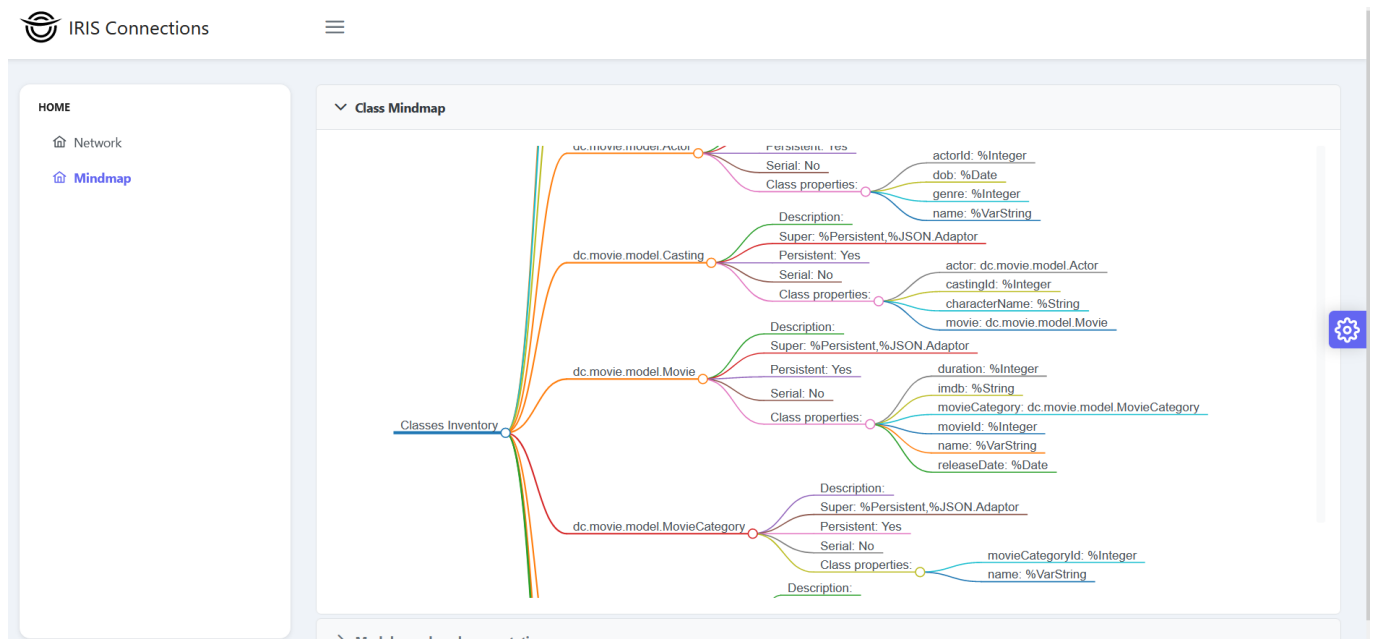 IRIS Connections
HOME
Network
Mindmap
Class Mindmap
dc.movie.model.Actor
Persistent: Yes
Serial: No
Class properties:
actorId: %Integer
dob: %Date
genre: %Integer
name: %VarString
dc.movie.model.Casting
Description:
Super: %Persistent,%JSON.Adaptor
Persistent: Yes
Serial: No
Class properties:
actor: dc.movie.model.Actor
castingId: %Integer
characterName: %String
movie: dc.movie.model.Movie
dc.movie.model.Movie
Description:
Super: %Persistent,%JSON.Adaptor
Persistent: Yes
Serial: No
Class properties:
duration: %Integer
imdb: %String
movieCategory: dc.movie.model.MovieCategory
movieId: %Integer
name: %VarString
releaseDate: %Date
Classes Inventory
dc.movie.model.MovieCategory
Description:
Super: %Persistent,%JSON.Adaptor
Persistent: Yes
Serial: No
Class properties:
movieCategoryId: %Integer
name: %VarString
Description: